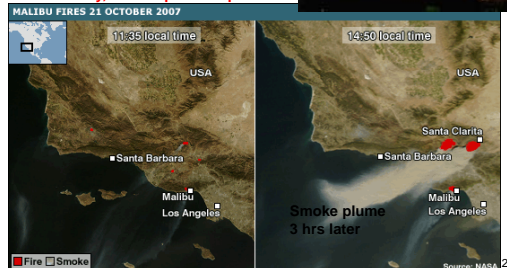 MALIBU FIRES 21 OCTOBER 2007
11:35 local time
USA
Santa Barbara
Malibu
Los Angeles
Fire Smoke
14:50 local time
USA
Santa Clarita
Santa Barbara
Malibu
Los Angeles
Smoke plume
3 hrs later
Source: NASA
2